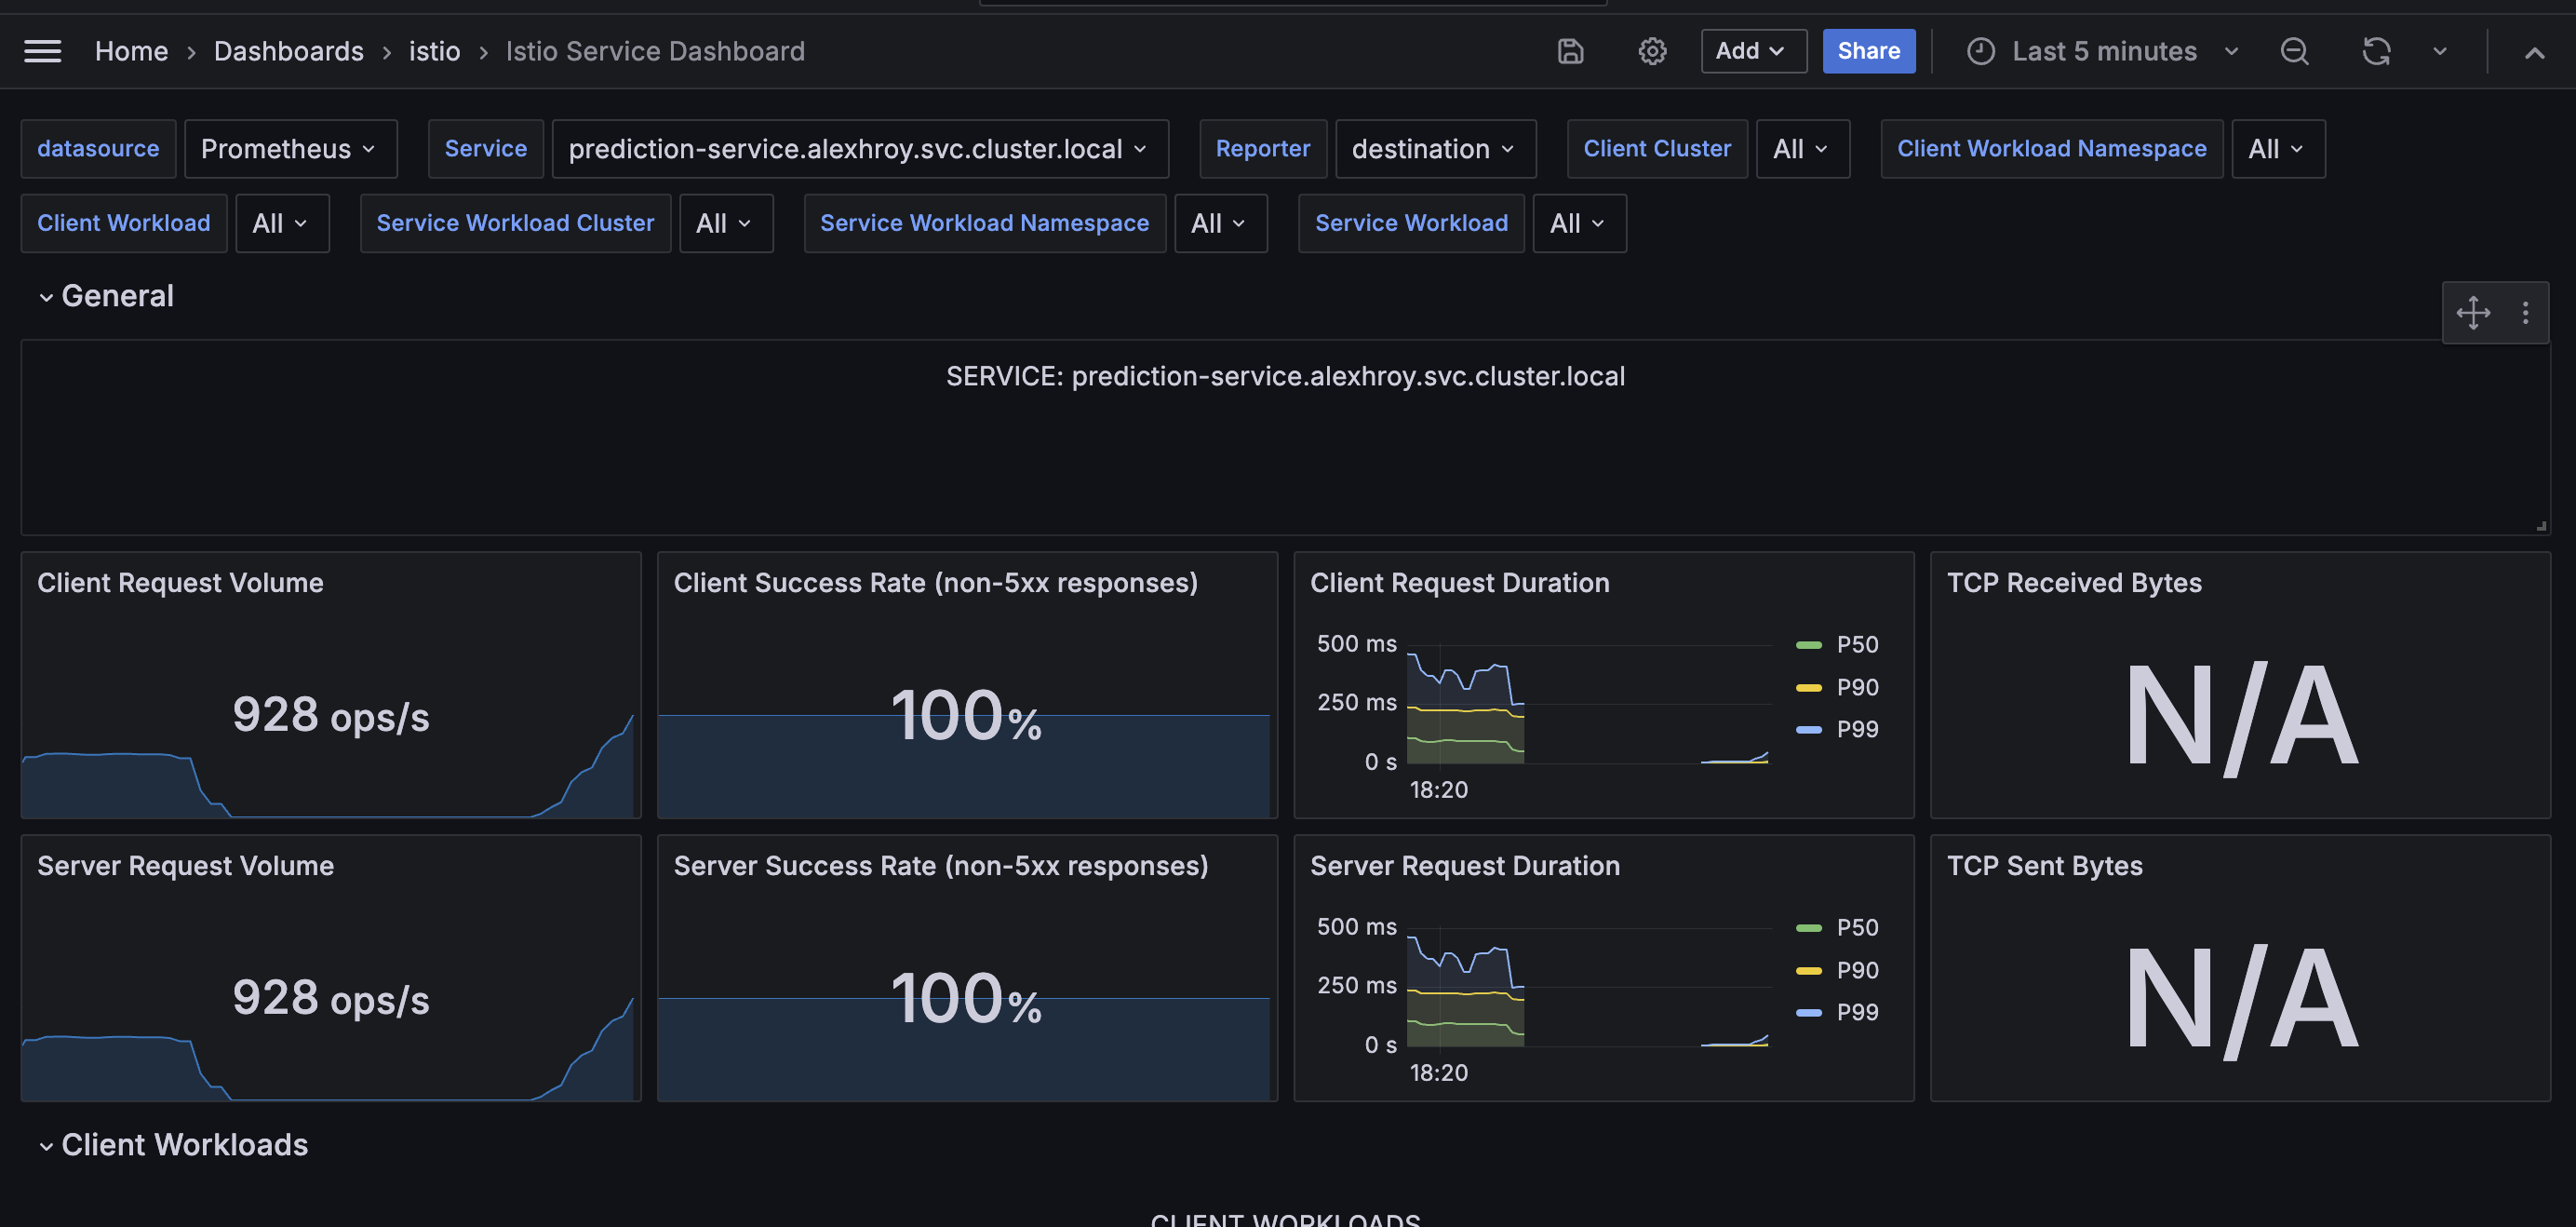 Home › Dashboards › istio › Istio Service Dashboard Add Share Last 5 minutes
datasource Prometheus Service prediction-service.alexhroy.svc.cluster.local Reporter destination Client Cluster All Client Workload Namespace All
Client Workload All Service Workload Cluster All Service Workload Namespace All Service Workload All
General
SERVICE: prediction-service.alexhroy.svc.cluster.local
Client Request Volume
928 ops/s
Client Success Rate (non-5xx responses)
100%
Client Request Duration
500 ms
250 ms
0 s
18:20
P50
P90
P99
TCP Received Bytes
N/A
Server Request Volume
928 ops/s
Server Success Rate (non-5xx responses)
100%
Server Request Duration
500 ms
250 ms
0 s
18:20
P50
P90
P99
TCP Sent Bytes
N/A
Client Workloads
CLIENT WORKLOADS